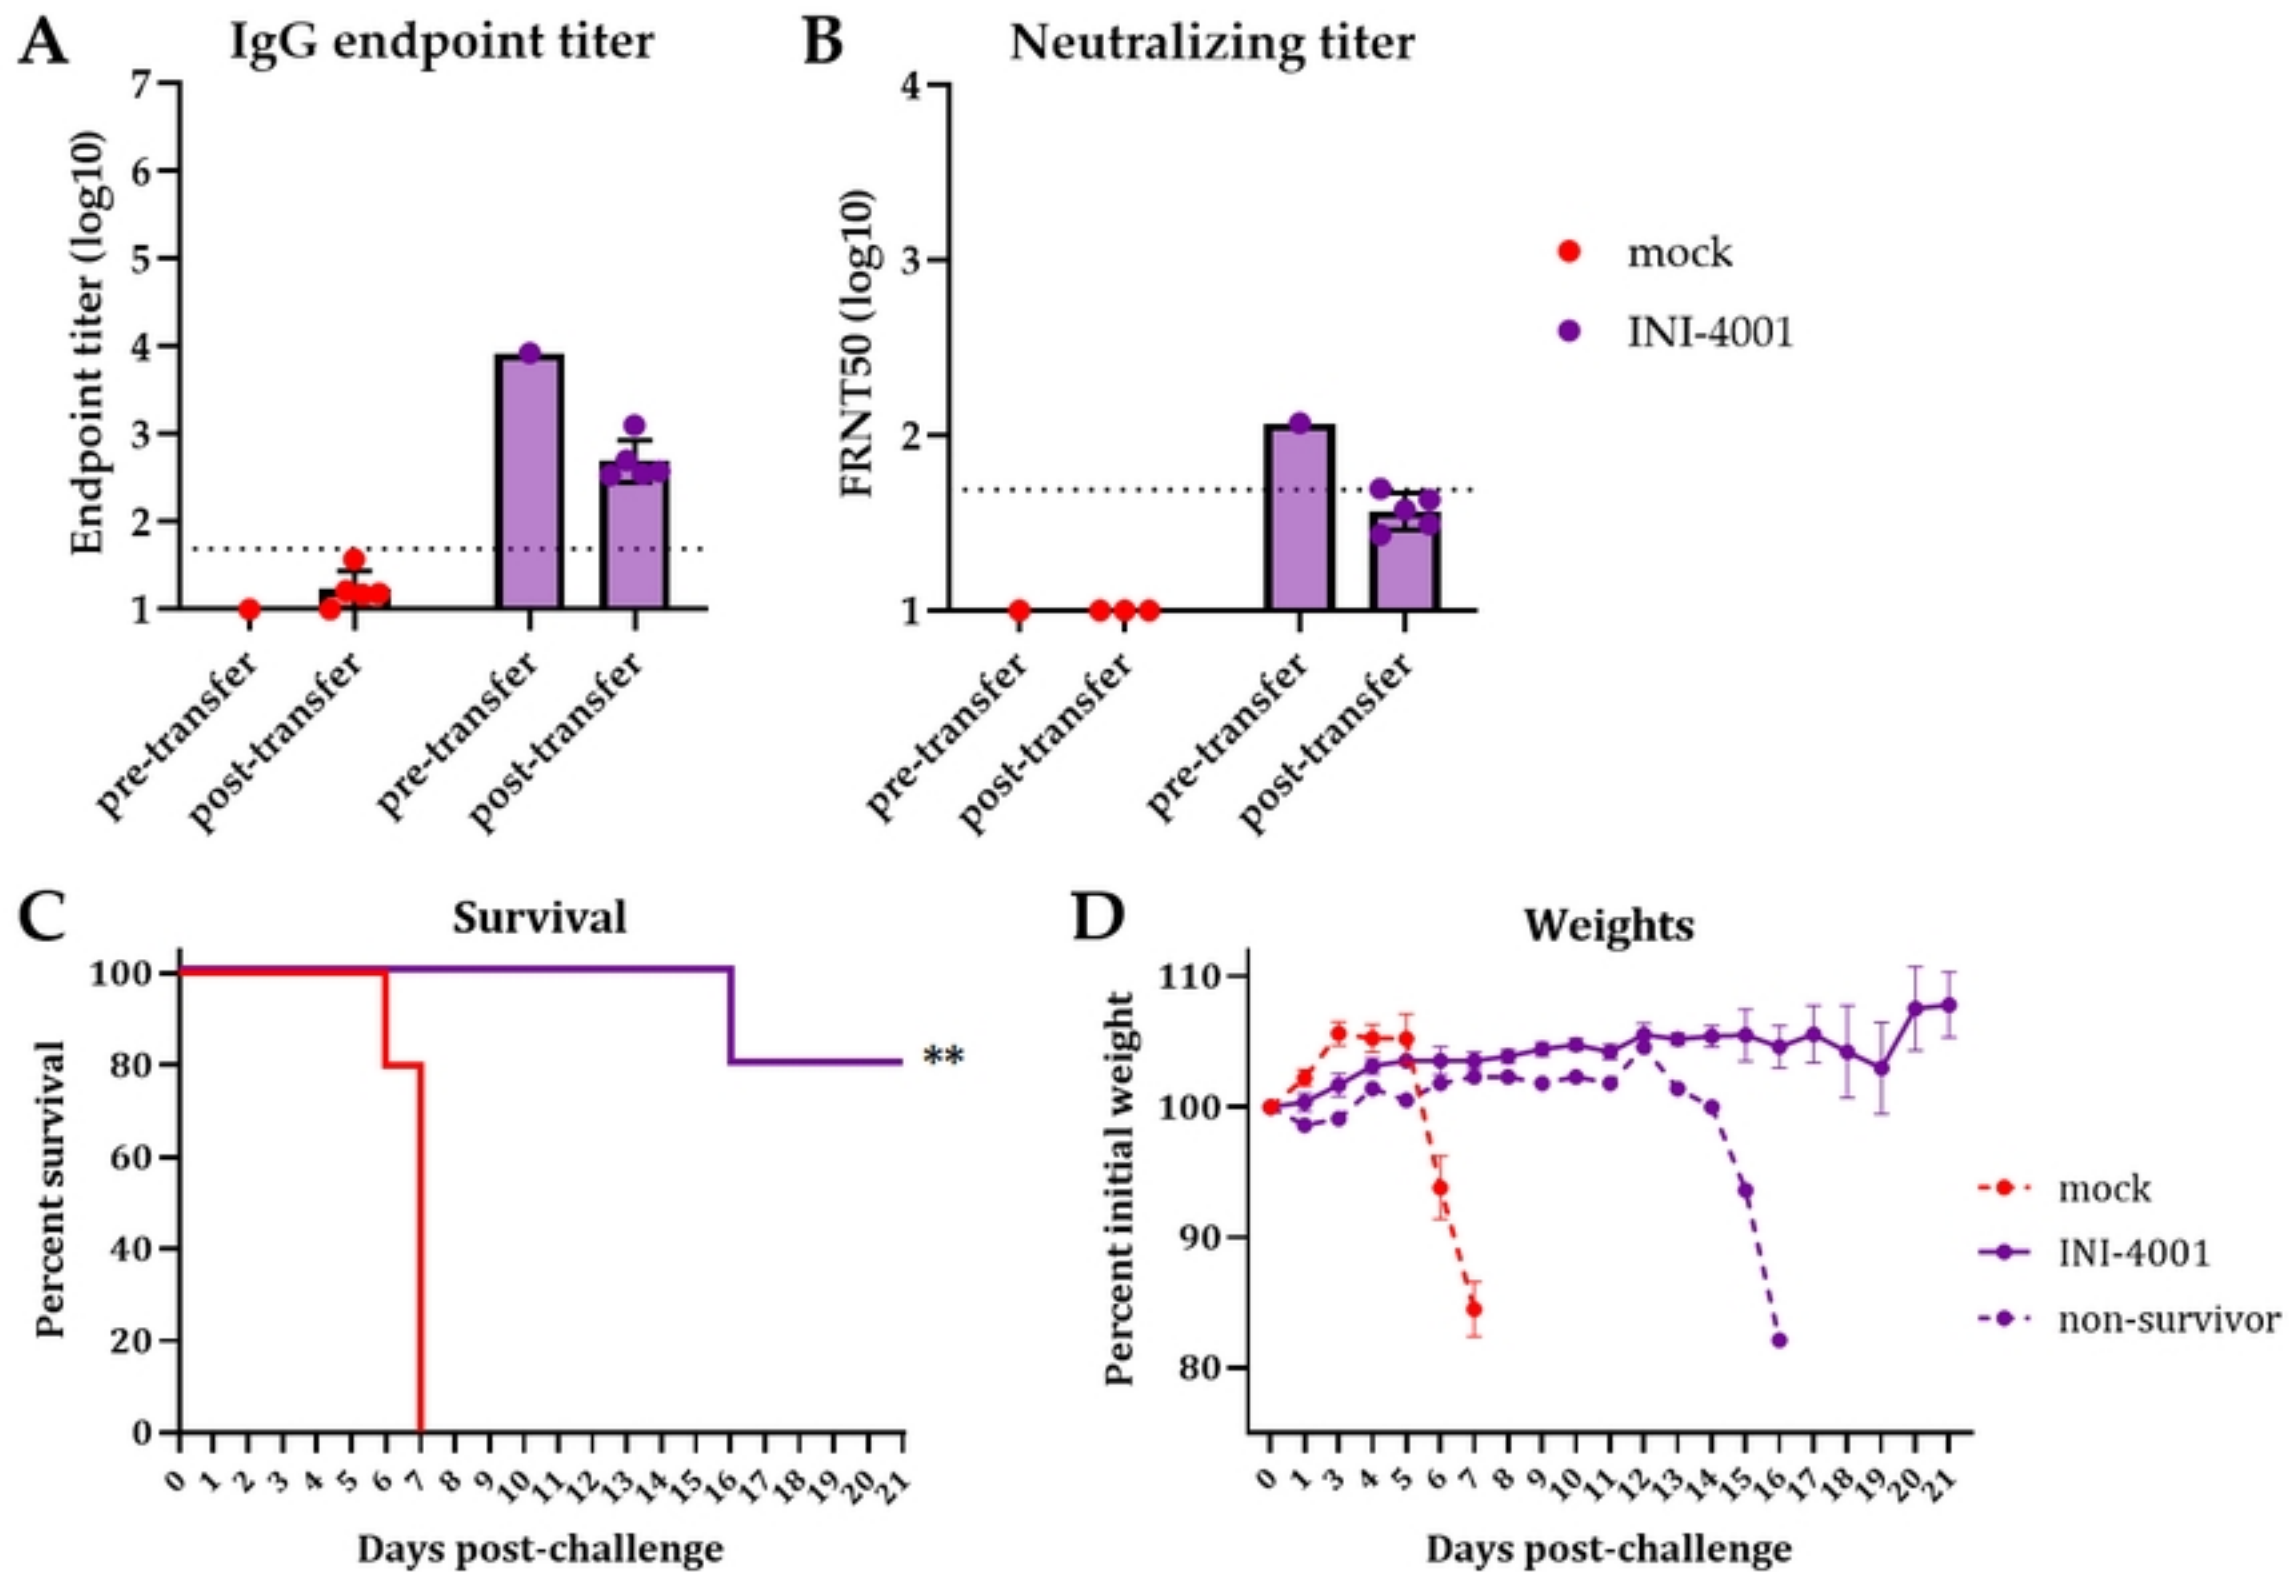 A
IgG endpoint titer
Endpoint titer (log10)
7
6
5
4
3
2
1
pre-transfer
post-transfer
pre-transfer
post-transfer
B
Neutralizing titer
FRNT50 (log10)
4
3
2
1
pre-transfer
post-transfer
pre-transfer
post-transfer
mock
INI-4001
C
Survival
Percent survival
100
80
60
40
20
0
**
0 1 2 3 4 5 6 7 8 9 10 11 12 13 14 15 16 17 18 19 20 21
Days post-challenge
D
Weights
Percent initial weight
110
100
90
80
0 1 3 4 5 6 7 8 9 10 11 12 13 14 15 16 17 18 19 20 21
Days post-challenge
mock
INI-4001
non-survivor